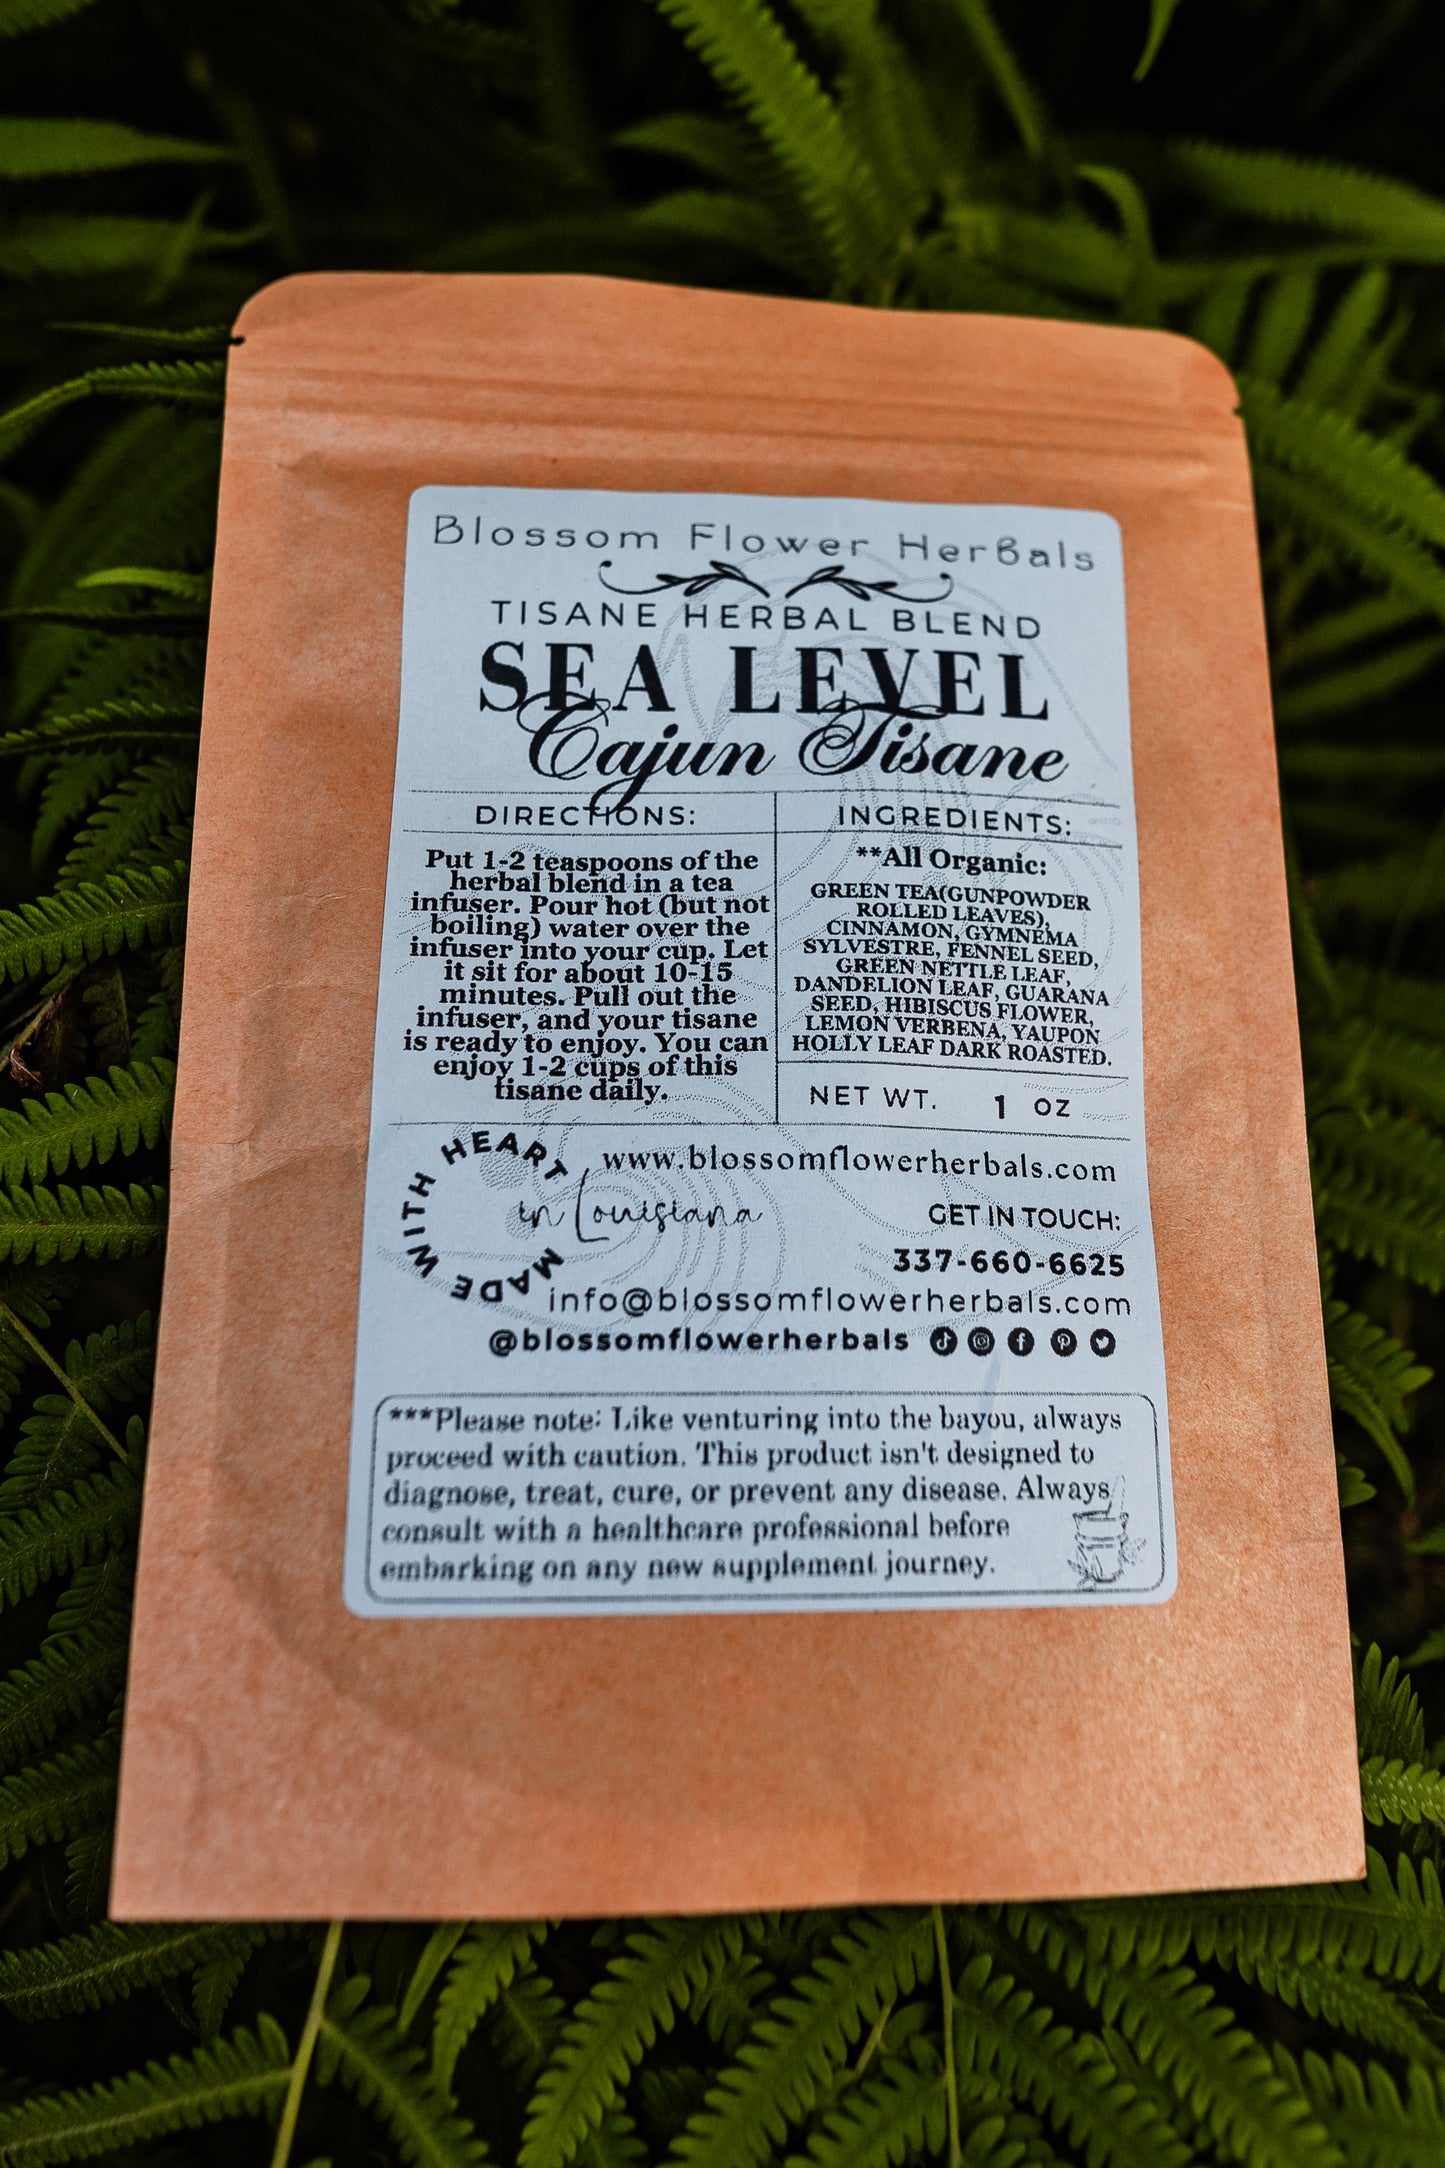 Blossom Flower Herbals
TISANE HERBAL BLEND
SEA LEVEL
Cajun Tisane
DIRECTIONS:
Put 1-2 teaspoons of the
herbal blend in a tea
infuser. Pour hot (but not
boiling) water over the
infuser into your cup. Let
it sit for about 10-15
minutes. Pull out the
infuser, and your tisane
is ready to enjoy. You can
enjoy 1-2 cups of this
tisane daily.
INGREDIENTS:
**All Organic:
GREEN TEA(GUNPOWDER
ROLLED LEAVES),
CINNAMON, GYMNEMA
SYLVESTRE, FENNEL SEED,
GREEN NETTLE LEAF,
DANDELION LEAF, GUARANA
SEED, HIBISCUS FLOWER,
LEMON VERBENA, YAUPON
HOLLY LEAF DARK ROASTED.
NET WT. 1 OZ
MADE WITH HEART
in Louisiana
www.blossomflowerherbals.com
GET IN TOUCH:
337-660-6625
info@blossomflowerherbals.com
@blossomflowerherbals
***Please note: Like venturing into the bayou, always
proceed with caution. This product isn't designed to
diagnose, treat, cure, or prevent any disease. Always
consult with a healthcare professional before
embarking on any new supplement journey.